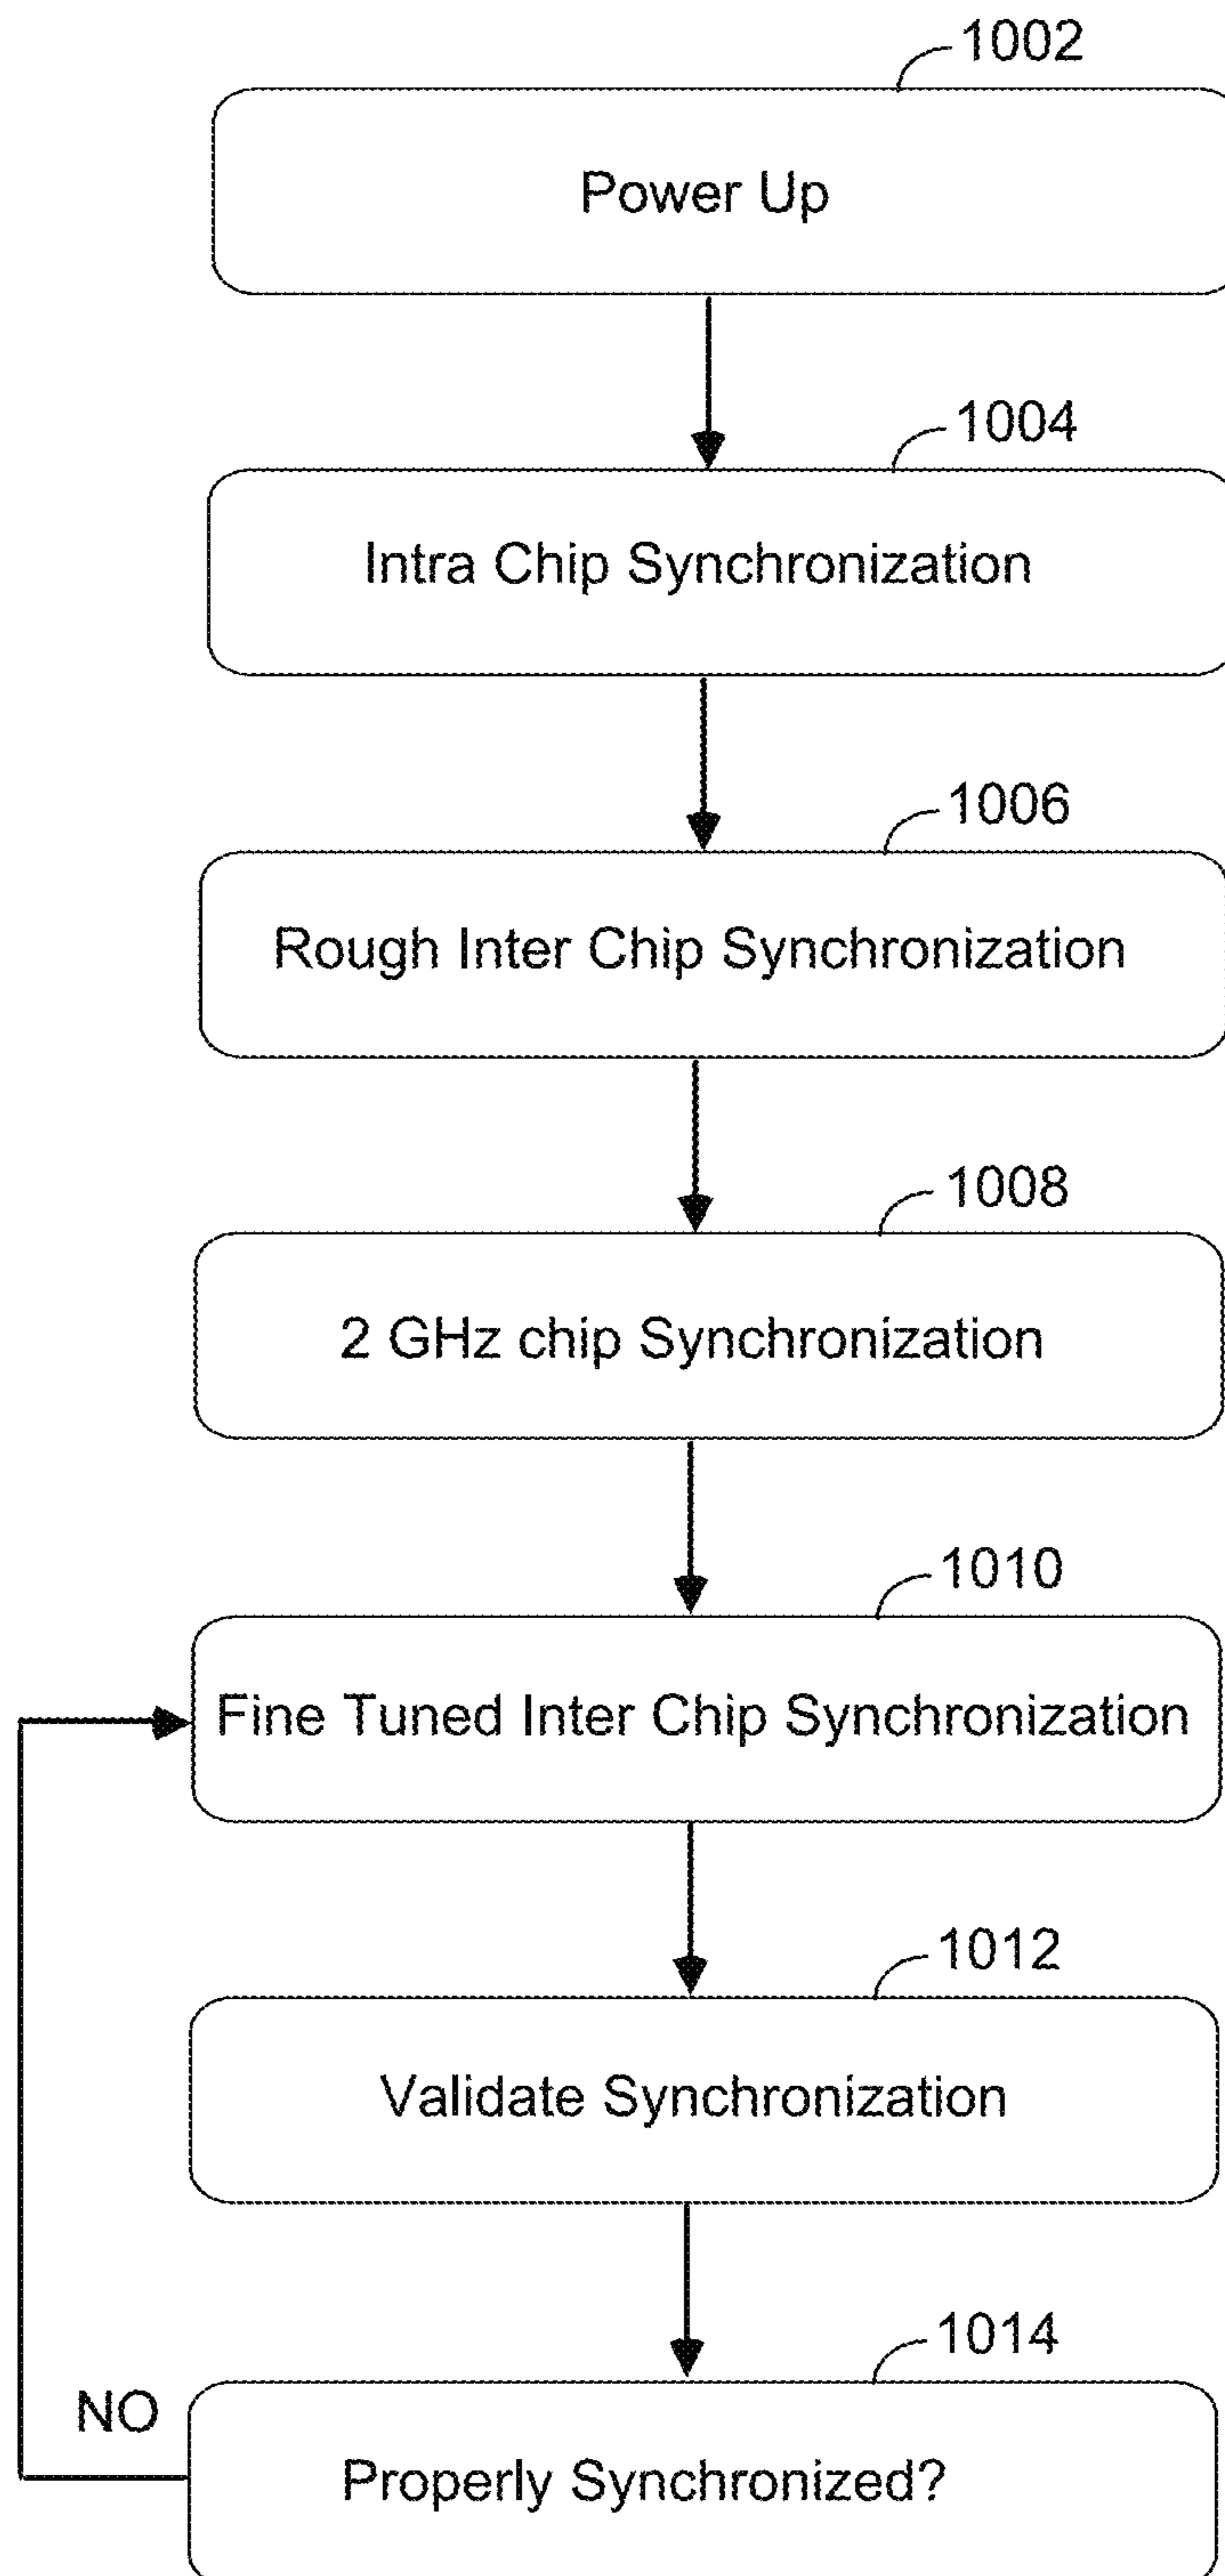 1002
Power Up
1004
Intra Chip Synchronization
1006
Rough Inter Chip Synchronization
1008
2 GHz chip Synchronization
1010
Fine Tuned Inter Chip Synchronization
1012
Validate Synchronization
1014
NO
Properly Synchronized?